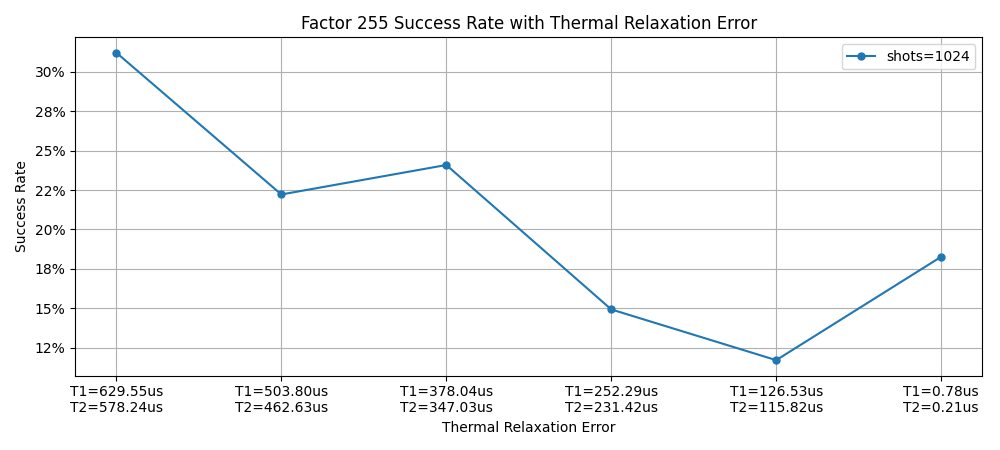 Factor 255 Success Rate with Thermal Relaxation Error
shots=1024
30%
28%
25%
22%
20%
18%
15%
12%
Success Rate
T1=629.55us T1=503.80us T1=378.04us T1=252.29us T1=126.53us T1=0.78us
T2=578.24us T2=462.63us T2=347.03us T2=231.42us T2=115.82us T2=0.21us
Thermal Relaxation Error